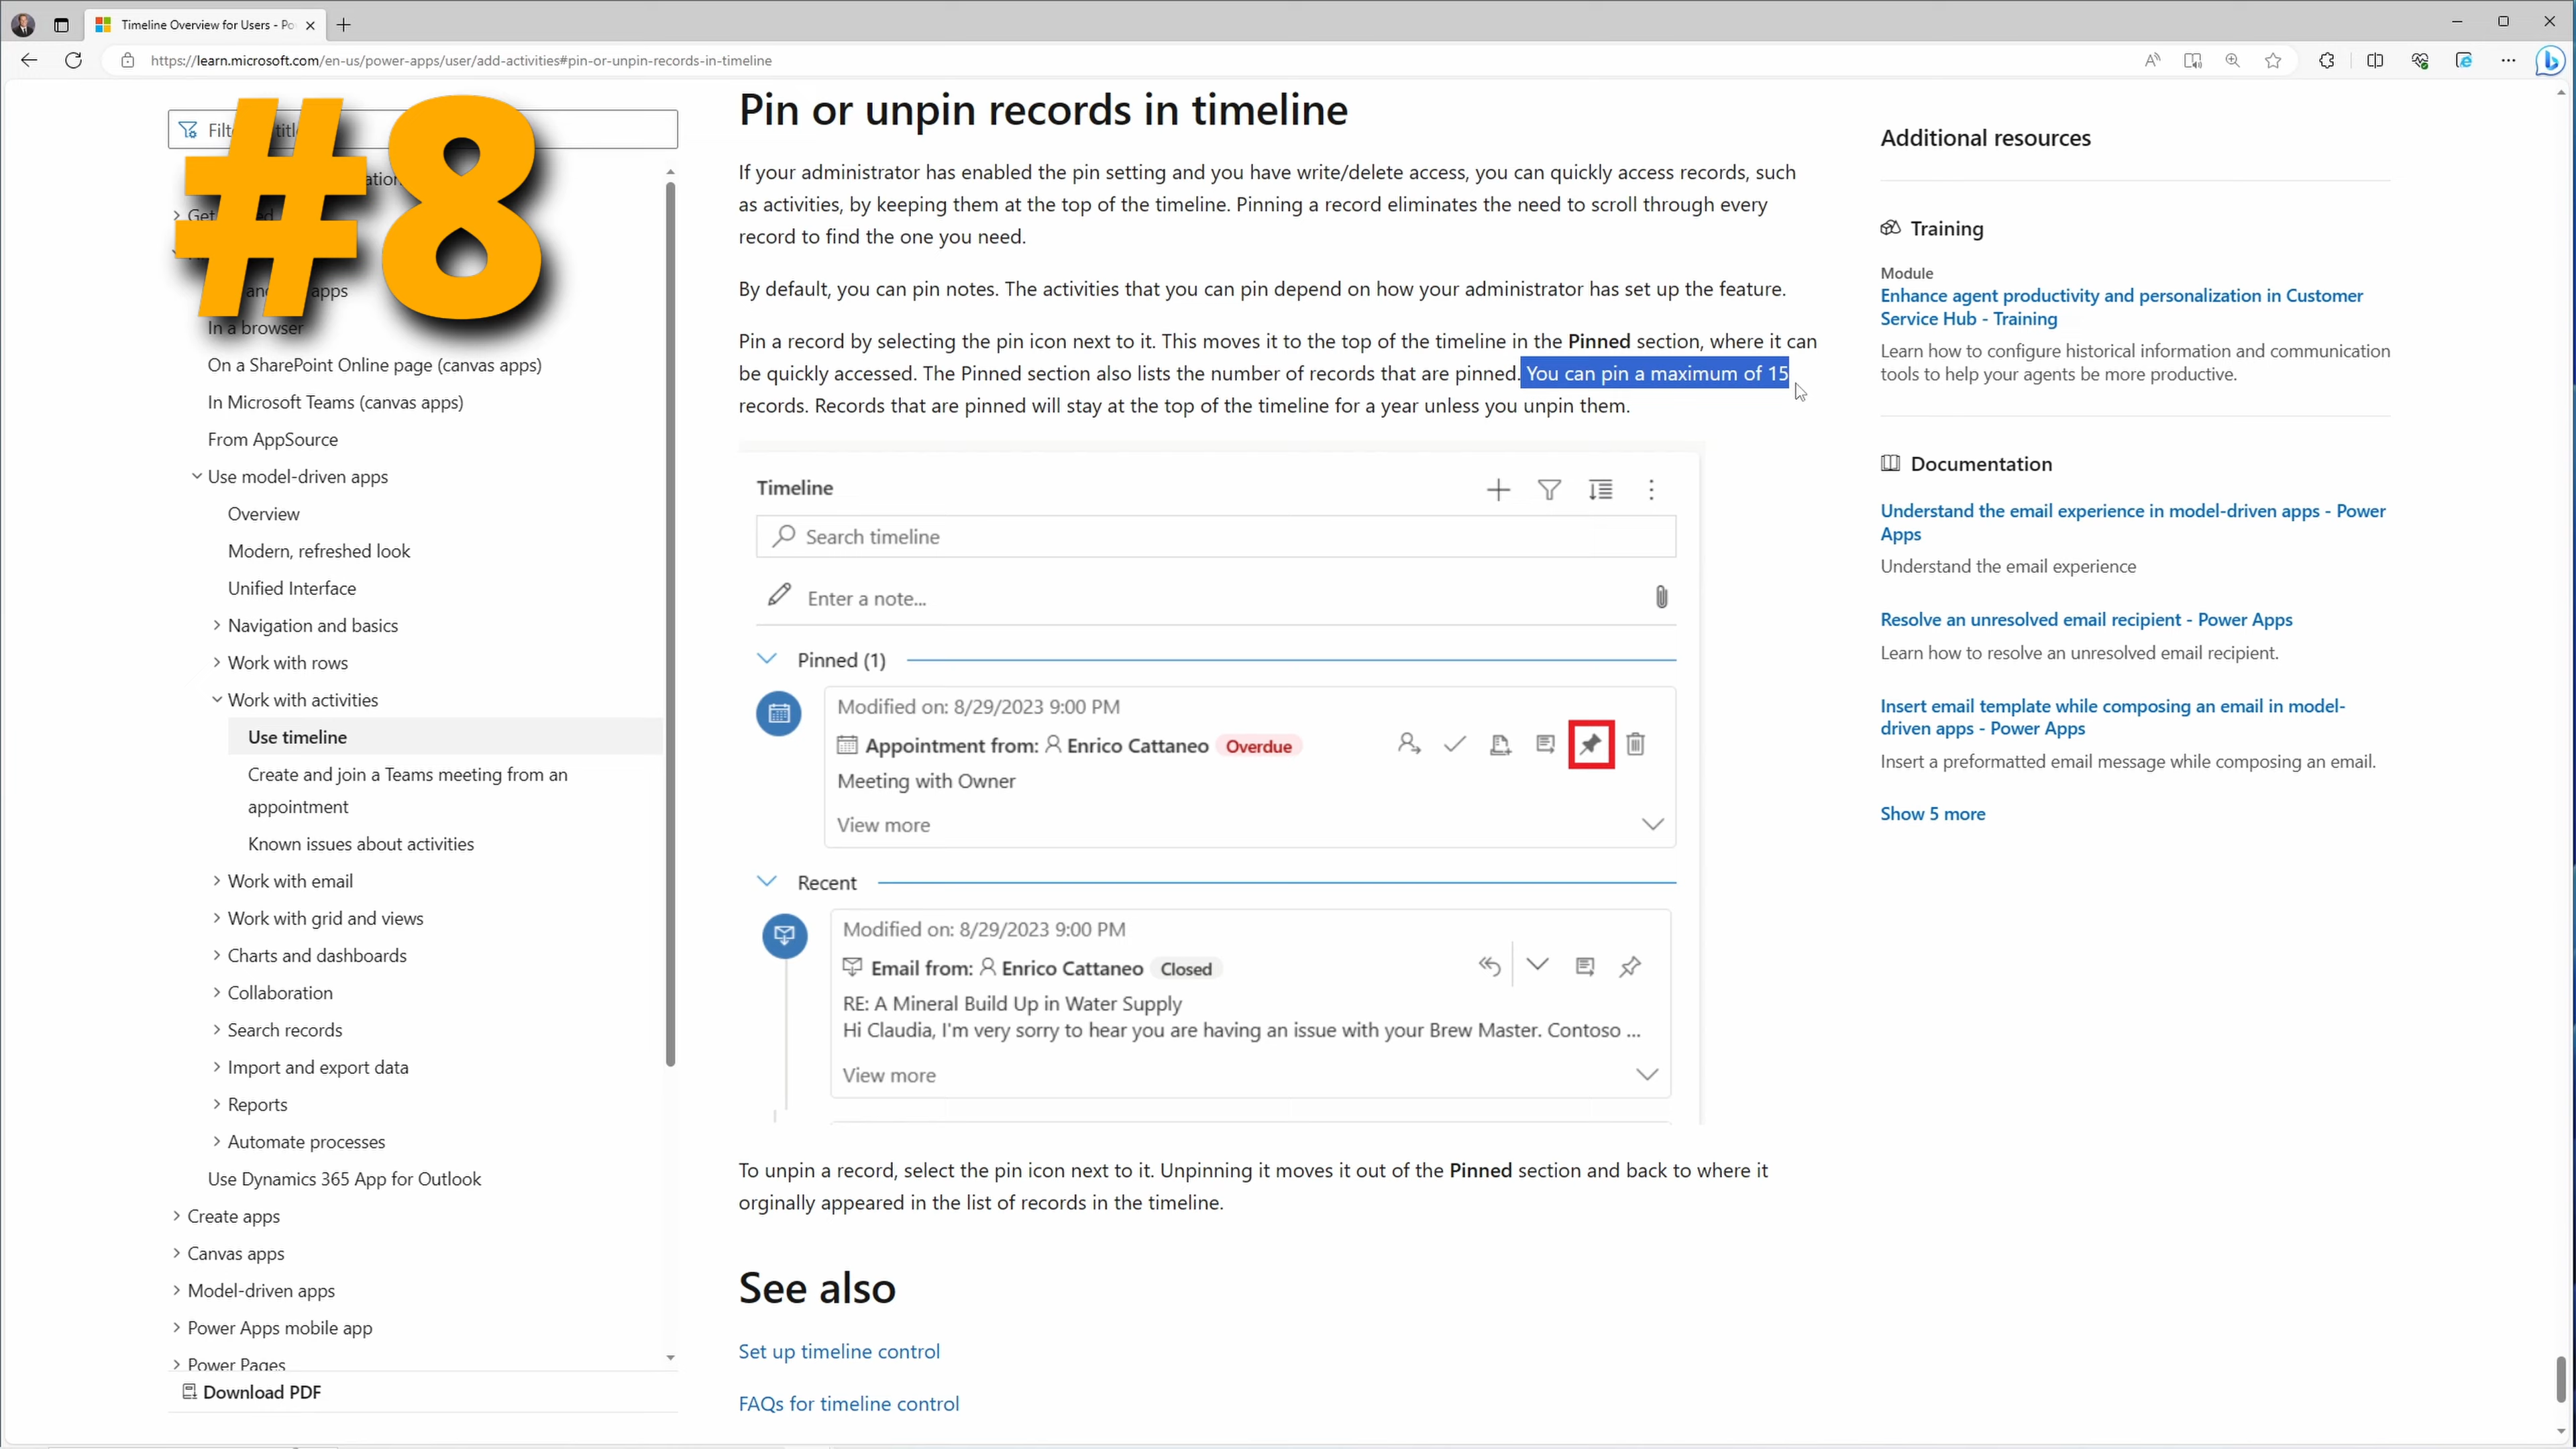 Timeline Overview for Users - Po
https://learn.microsoft.com/en-us/power-apps/user/add-activities#pin-or-unpin-records-in-timeline
#8
In a browser
On a SharePoint Online page (canvas apps)
In Microsoft Teams (canvas apps)
From AppSource
Use model-driven apps
Overview
Modern, refreshed look
Unified Interface
Navigation and basics
Work with rows
Work with activities
Use timeline
Create and join a Teams meeting from an
appointment
Known issues about activities
Work with email
Work with grid and views
Charts and dashboards
Collaboration
Search records
Import and export data
Reports
Automate processes
Use Dynamics 365 App for Outlook
Create apps
Canvas apps
Model-driven apps
Power Apps mobile app
Power Pages
Download PDF
Pin or unpin records in timeline
If your administrator has enabled the pin setting and you have write/delete access, you can quickly access records, such
as activities, by keeping them at the top of the timeline. Pinning a record eliminates the need to scroll through every
record to find the one you need.
By default, you can pin notes. The activities that you can pin depend on how your administrator has set up the feature.
Pin a record by selecting the pin icon next to it. This moves it to the top of the timeline in the Pinned section, where it can
be quickly accessed. The Pinned section also lists the number of records that are pinned. You can pin a maximum of 15
records. Records that are pinned will stay at the top of the timeline for a year unless you unpin them.
Timeline
Search timeline
Enter a note...
Pinned (1)
Modified on: 8/29/2023 9:00 PM
Appointment from: Enrico Cattaneo Overdue
Meeting with Owner
View more
Recent
Modified on: 8/29/2023 9:00 PM
Email from: Enrico Cattaneo Closed
RE: A Mineral Build Up in Water Supply
Hi Claudia, I'm very sorry to hear you are having an issue with your Brew Master. Contoso ...
View more
To unpin a record, select the pin icon next to it. Unpinning it moves it out of the Pinned section and back to where it
orginally appeared in the list of records in the timeline.
See also
Set up timeline control
FAQs for timeline control
Additional resources
Training
Module
Enhance agent productivity and personalization in Customer
Service Hub - Training
Learn how to configure historical information and communication
tools to help your agents be more productive.
Documentation
Understand the email experience in model-driven apps - Power
Apps
Understand the email experience
Resolve an unresolved email recipient - Power Apps
Learn how to resolve an unresolved email recipient.
Insert email template while composing an email in model-
driven apps - Power Apps
Insert a preformatted email message while composing an email.
Show 5 more